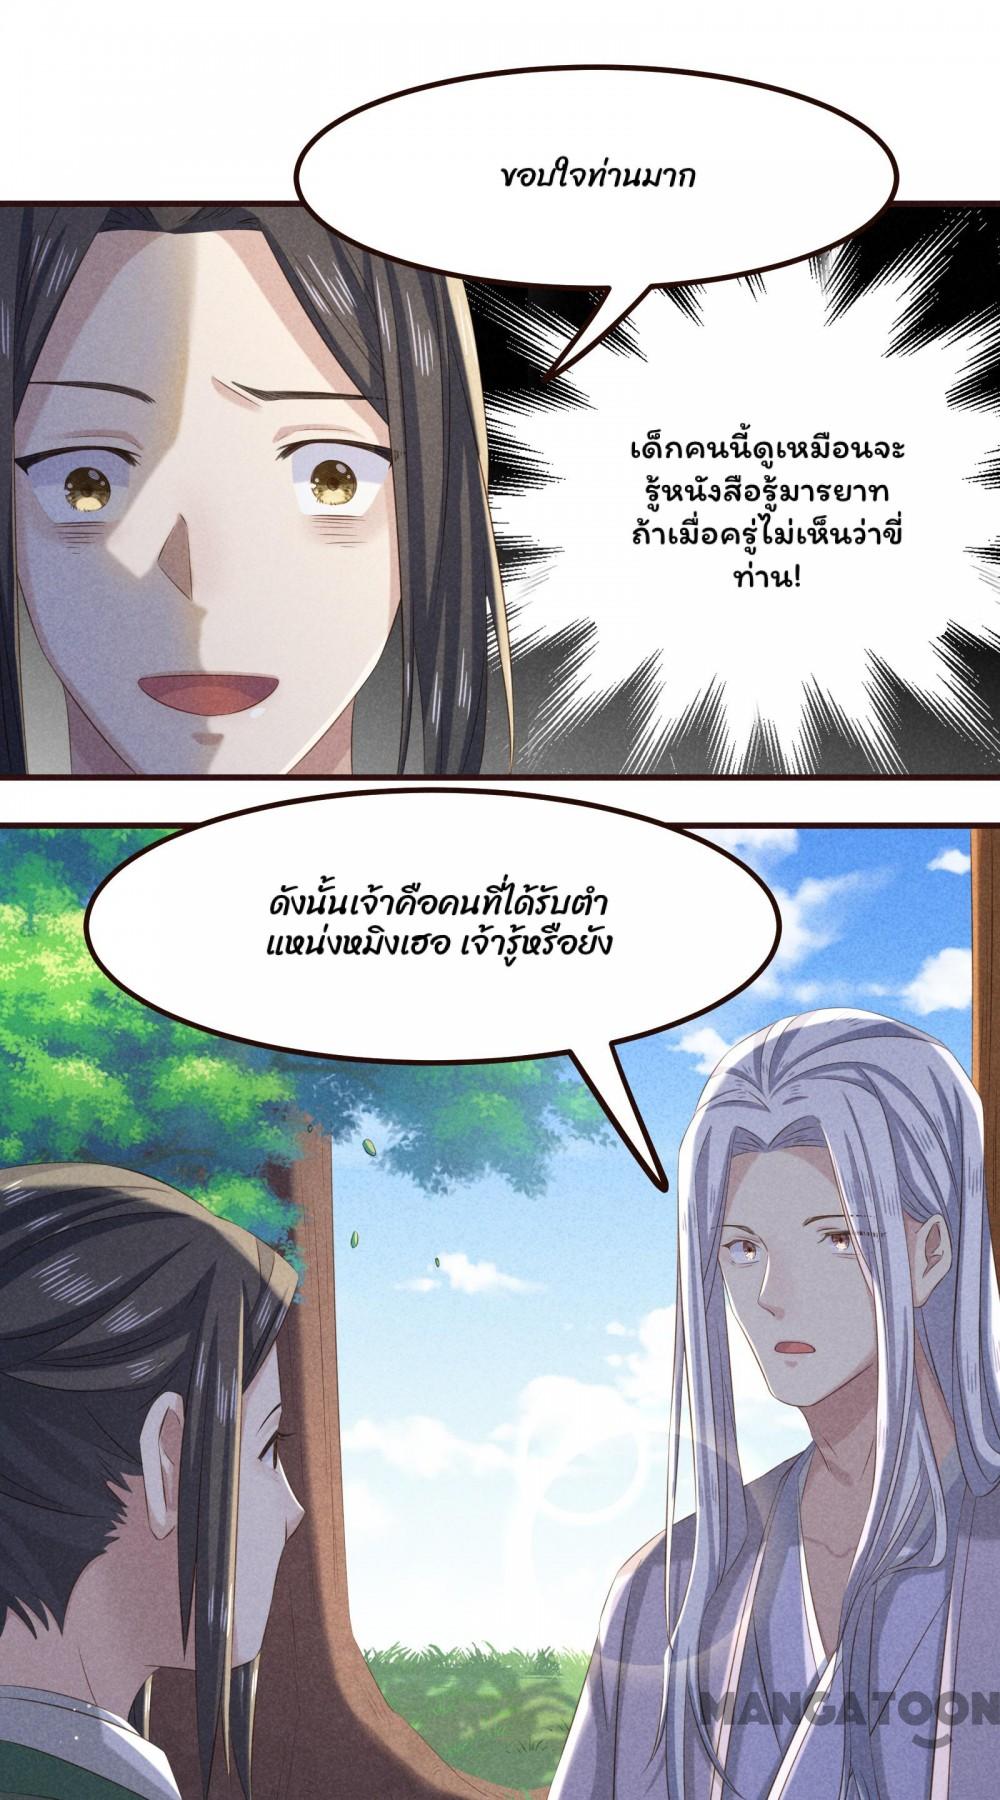 ขอบใจท่านมาก
เด็กคนนี้ดูเหมือนจะ
รู้หนังสือรู้มารยาท
ถ้าเมื่อครู่ไม่เห็นว่าขี่
ท่าน!
ดังนั้นเจ้าคือคนที่ได้รับตำ
แหน่งหมิงเฮอ เจ้ารู้หรือยัง
MANGATOON